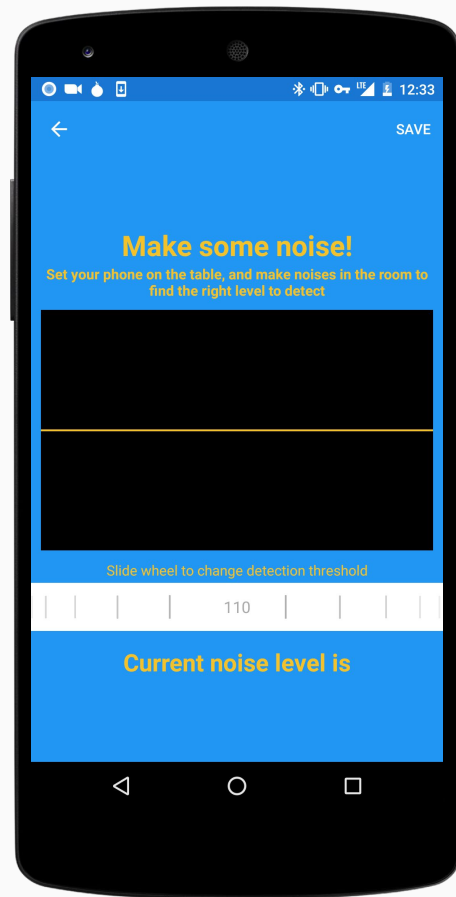 LTE 12:33
SAVE
Make some noise!
Set your phone on the table, and make noises in the room to
find the right level to detect
Slide wheel to change detection threshold
110
Current noise level is